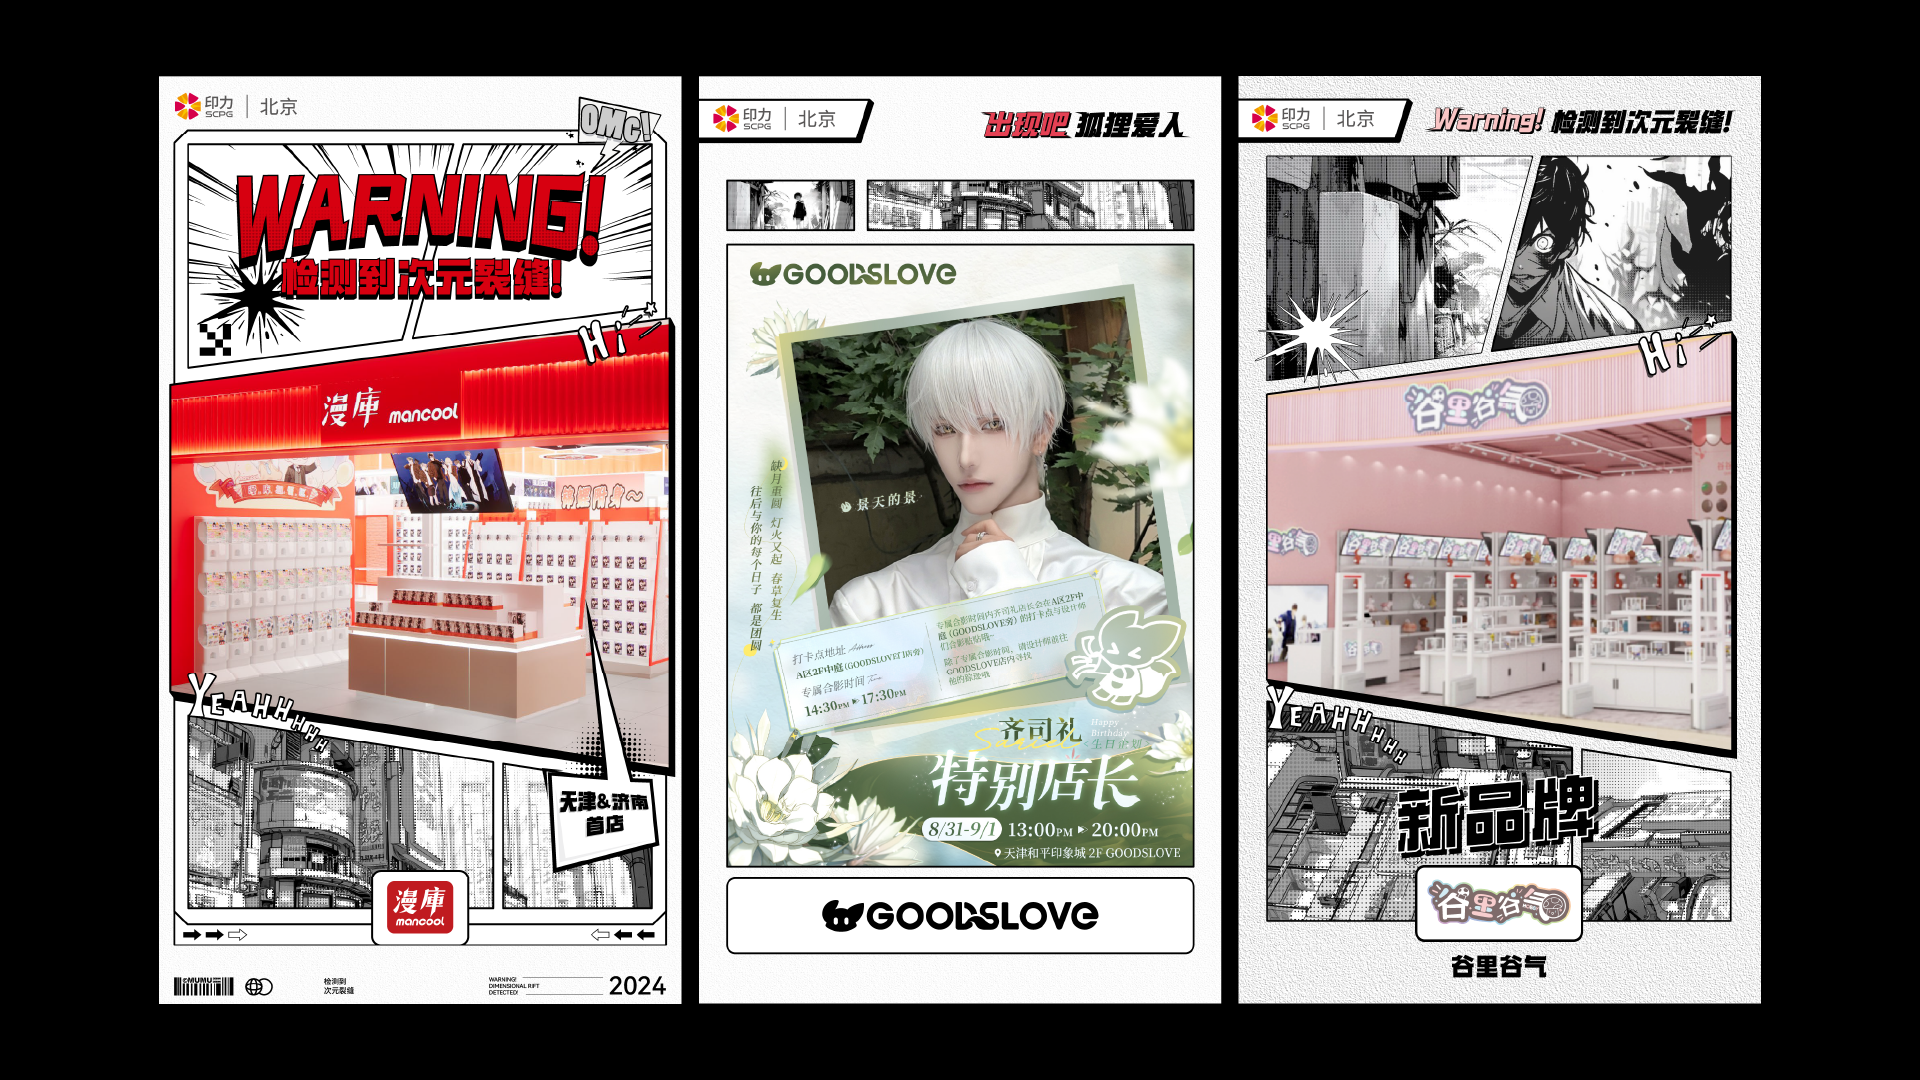 印力
SCPG
北京
OMG!
WARNING!
检测到次元裂缝!
Hi
漫庫 mancool
YEAHHHHHH
天津&济南
首店
漫庫
mancool
检测到
次元裂缝
WARNING!
DIMENSIONAL RIFT
DETECTED!
2024
印力
SCPG
北京
出现吧 狐狸爱人
GOODSLOVE
缺月重圆 灯火又起 春草复生
往后与你的每个日子 都是团圆
景天的景
打卡点地址 Address
A区2F中庭(GOODSLOVE门店旁)
专属合影时间 Time
14:30PM 17:30PM
专属合影时间内齐司礼店长会在A区2F中
庭(GOODSLOVE旁)的打卡点与设计师
们合影贴贴哦~
除了专属合影时间,请设计师前往
GOODSLOVE店内寻找
他的踪迹哦
齐司礼
Happy
Birthday
生日企划
特别店长
8/31-9/1 13:00PM 20:00PM
天津和平印象城 2F GOODSLOVE
GOODSLOVE
印力
SCPG
北京
Warning! 检测到次元裂缝!
Hi
谷里谷气
YEAHHHHHH
新品牌
谷里谷气
谷里谷气